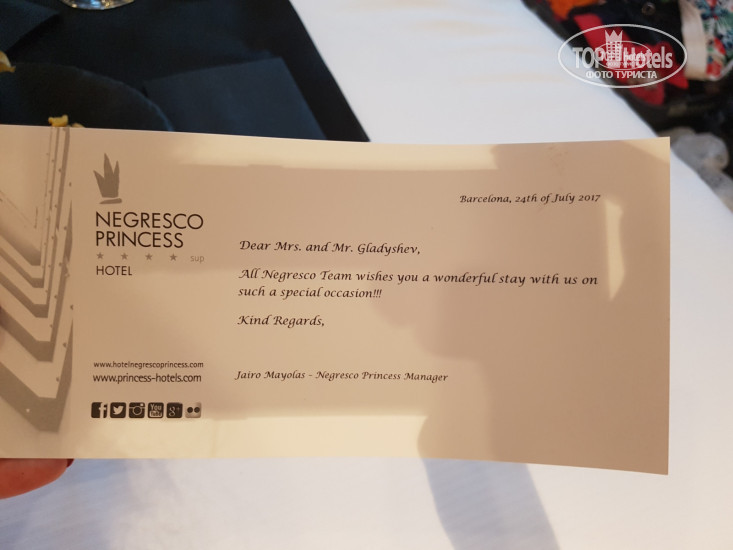 TOP Hotels
ФОТО ТУРИСТА
NEGRESCO
PRINCESS
sup
HOTEL
Barcelona, 24th of July 2017
Dear Mrs. and Mr. Gladyshev,
All Negresco Team wishes you a wonderful stay with us on
such a special occasion!!!
Kind Regards,
www.hotelnegrescoprincess.com
www.princess-hotels.com
Jairo Mayolas - Negresco Princess Manager
f You Tube g+